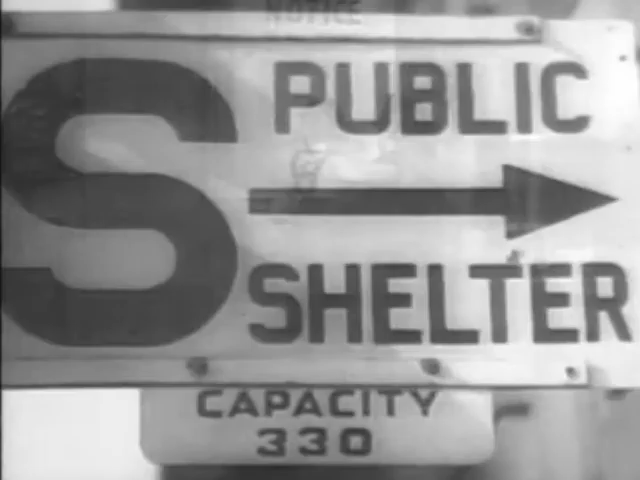 NOTICE
S
PUBLIC
SHELTER
CAPACITY
330